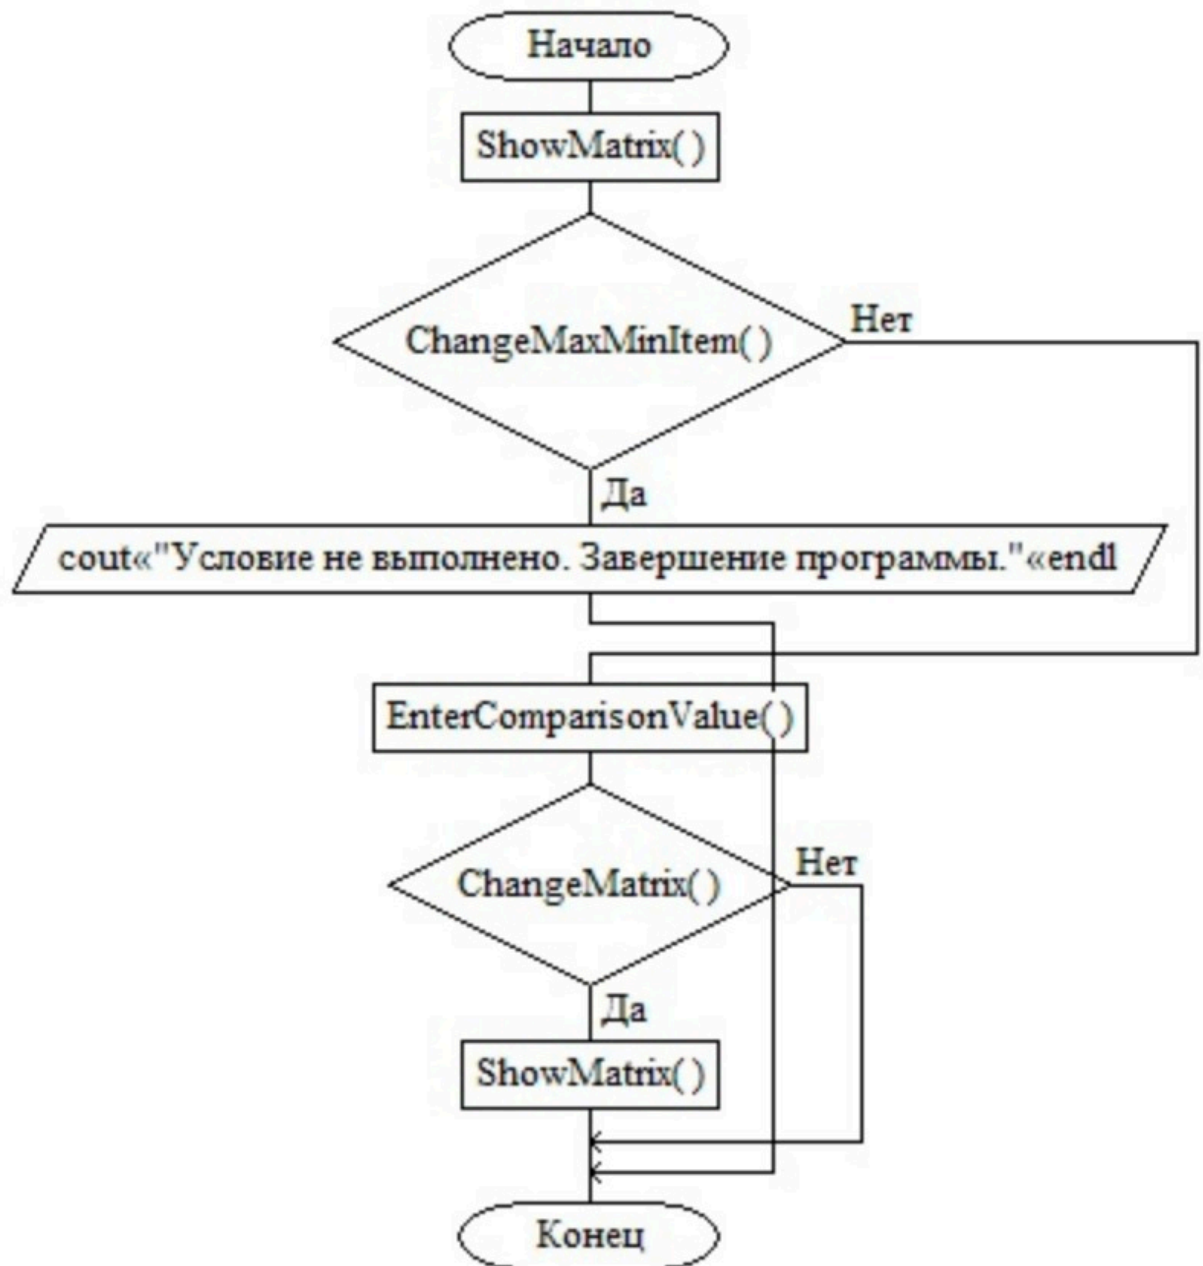 Начало
ShowMatrix( )
ChangeMaxMinItem( )
Нет
Да
cout«"Условие не выполнено. Завершение программы."«endl
EnterComparisonValue( )
ChangeMatrix( )
Нет
Да
ShowMatrix( )
Конец